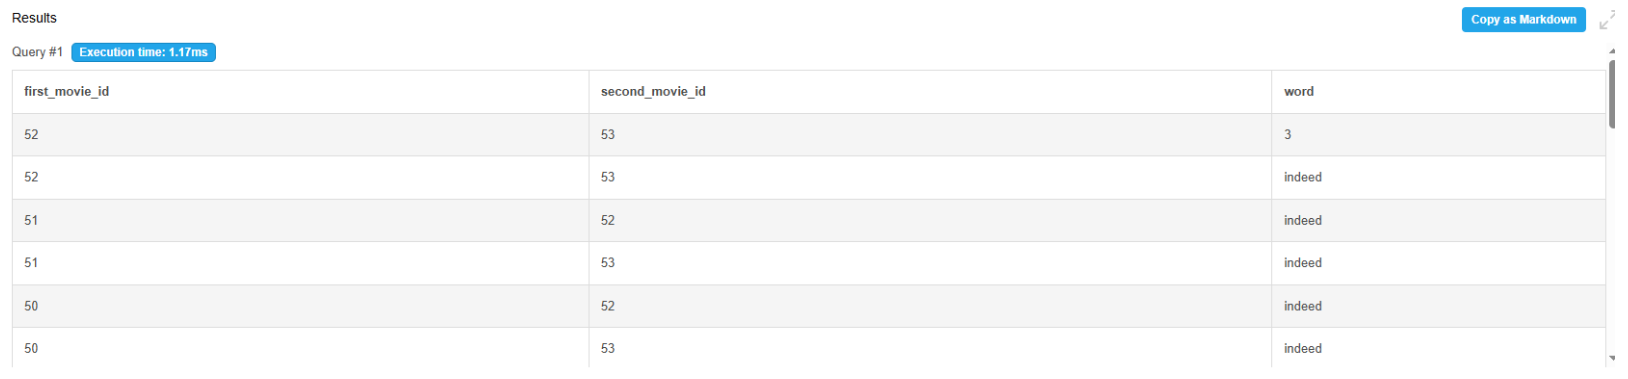 Results
Copy as Markdown
Query #1 Execution time: 1.17ms
first_movie_id second_movie_id word
52 53 3
52 53 indeed
51 52 indeed
51 53 indeed
50 52 indeed
50 53 indeed